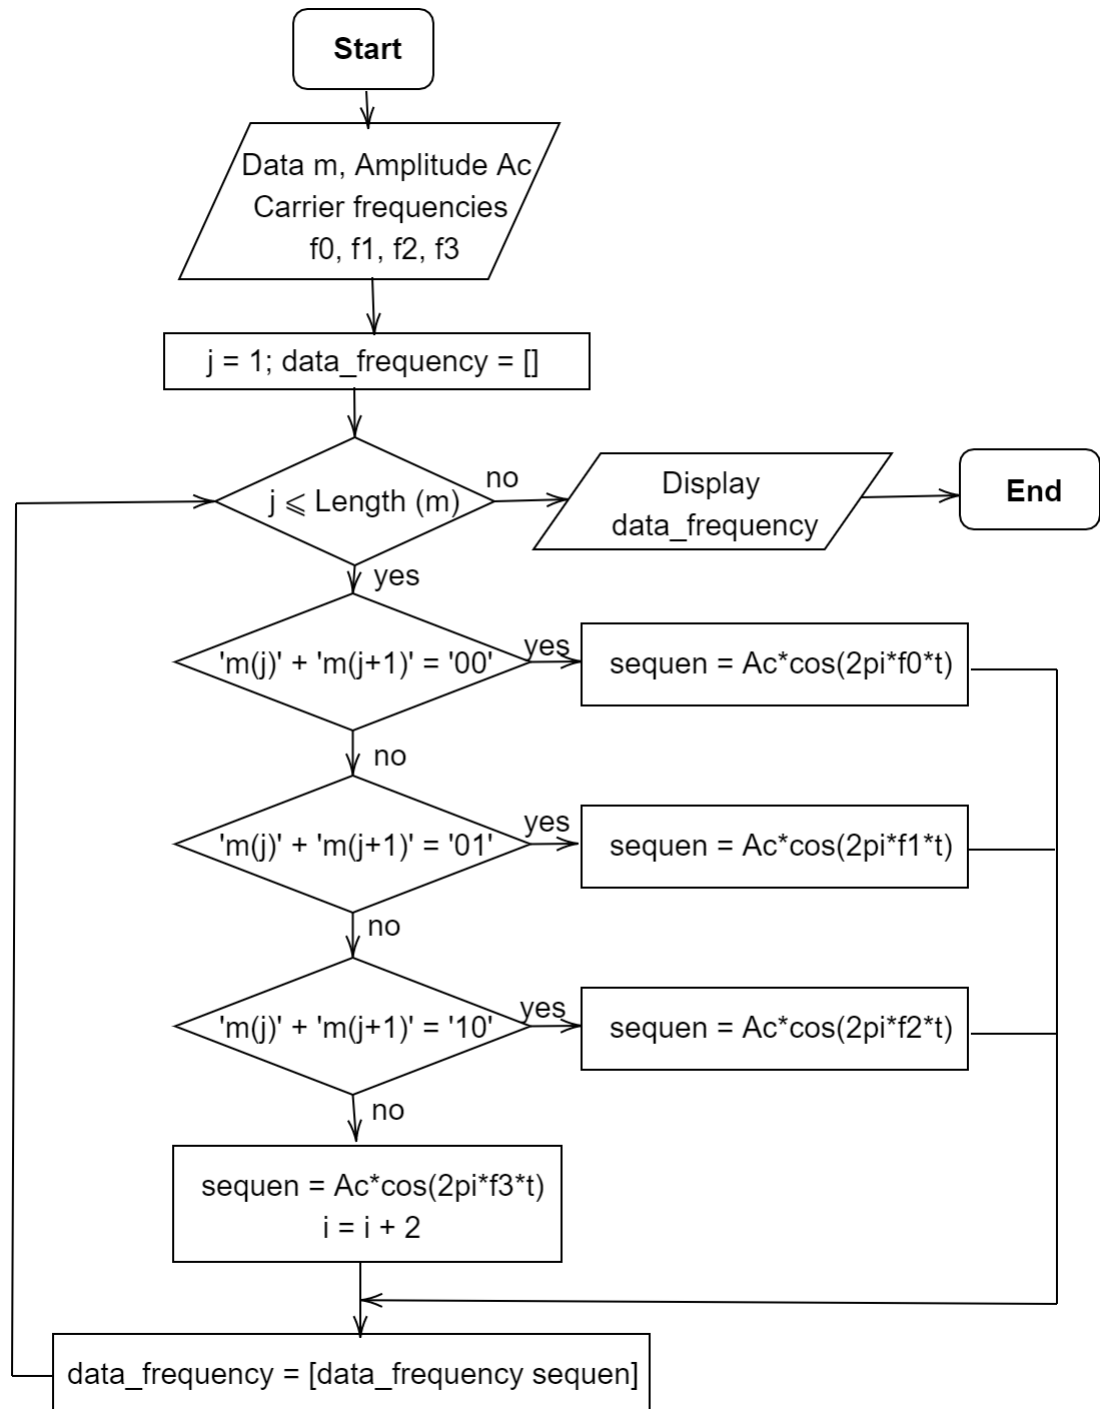 Start
Data m, Amplitude Ac
Carrier frequencies
f0, f1, f2, f3
j = 1; data_frequency = []
j ⩽ Length (m)
no
Display
data_frequency
End
yes
'm(j)' + 'm(j+1)' = '00'
yes
sequen = Ac*cos(2pi*f0*t)
no
'm(j)' + 'm(j+1)' = '01'
yes
sequen = Ac*cos(2pi*f1*t)
no
'm(j)' + 'm(j+1)' = '10'
yes
sequen = Ac*cos(2pi*f2*t)
no
sequen = Ac*cos(2pi*f3*t)
i = i + 2
data_frequency = [data_frequency sequen]